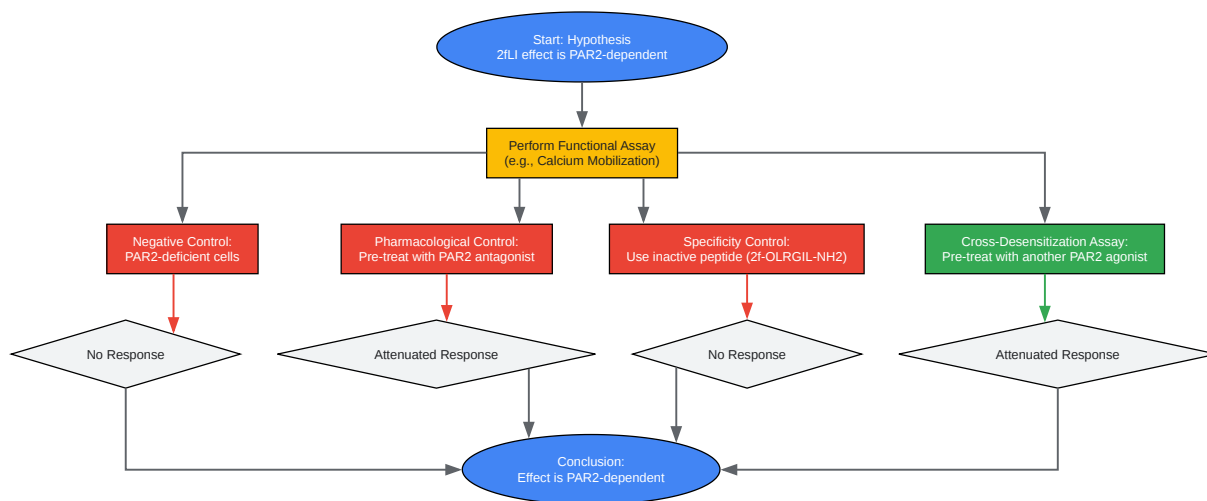 Start: Hypothesis
2fLI effect is PAR2-dependent
Perform Functional Assay
(e.g., Calcium Mobilization)
Negative Control:
PAR2-deficient cells
Pharmacological Control:
Pre-treat with PAR2 antagonist
Specificity Control:
Use inactive peptide (2f-OLRGIL-NH2)
Cross-Desensitization Assay:
Pre-treat with another PAR2 agonist
No Response
Attenuated Response
No Response
Attenuated Response
Conclusion:
Effect is PAR2-dependent